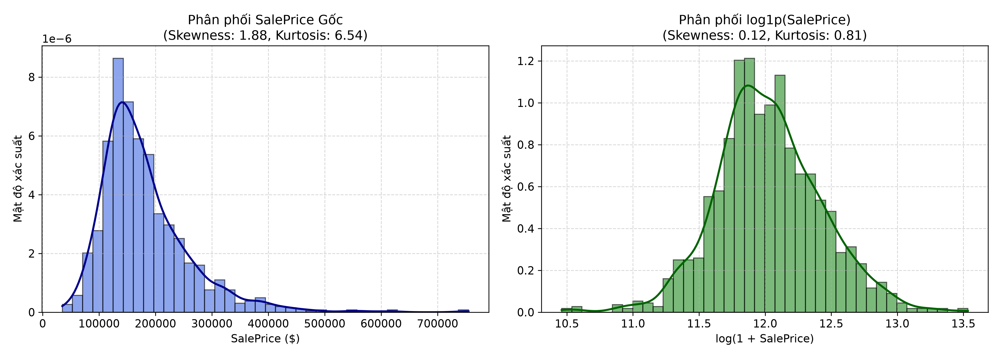 Phân phối SalePrice Gốc
(Skewness: 1.88, Kurtosis: 6.54)
1e−6
8
6
4
2
0
Mật độ xác suất
0 100000 200000 300000 400000 500000 600000 700000
SalePrice ($)
Phân phối log1p(SalePrice)
(Skewness: 0.12, Kurtosis: 0.81)
1.2
1.0
0.8
0.6
0.4
0.2
0.0
Mật độ xác suất
10.5 11.0 11.5 12.0 12.5 13.0 13.5
log(1 + SalePrice)